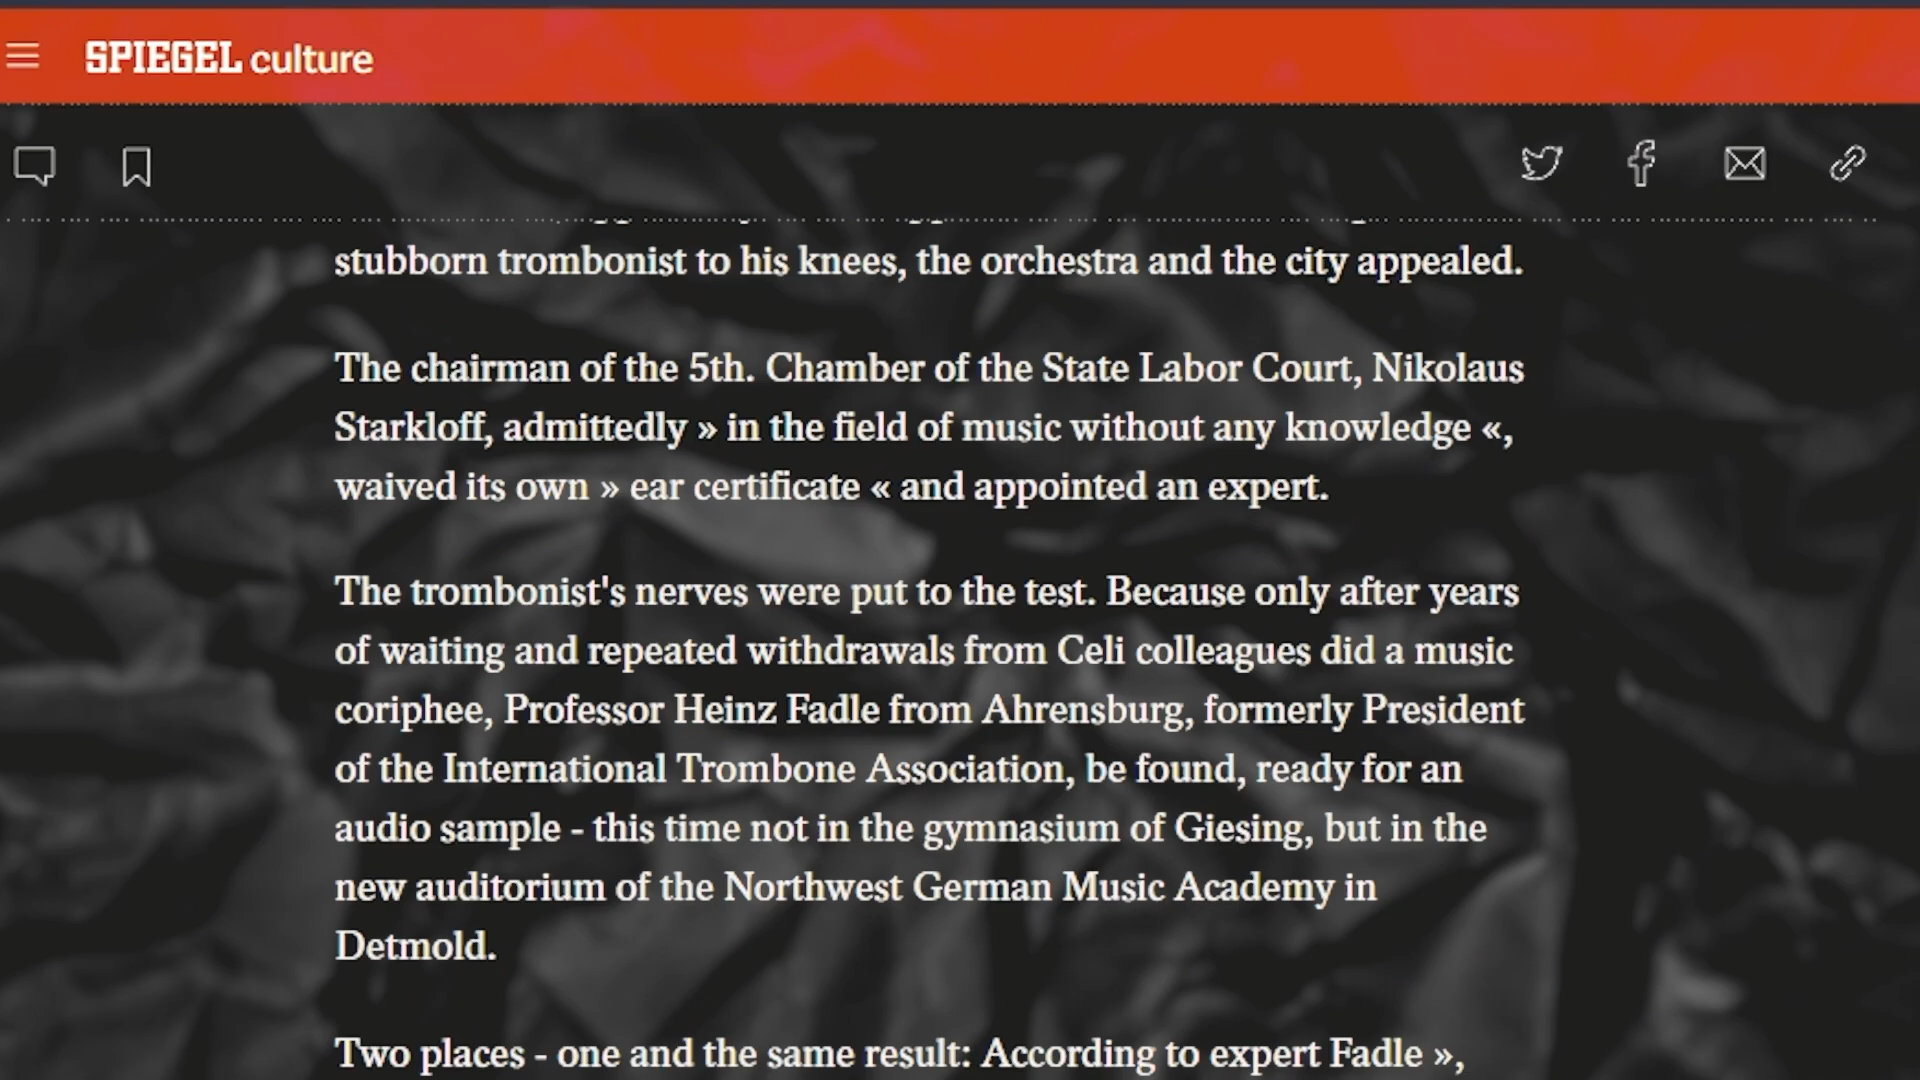 SPIEGEL culture
stubborn trombonist to his knees, the orchestra and the city appealed.
The chairman of the 5th. Chamber of the State Labor Court, Nikolaus
Starkloff, admittedly » in the field of music without any knowledge «,
waived its own » ear certificate « and appointed an expert.
The trombonist's nerves were put to the test. Because only after years
of waiting and repeated withdrawals from Celi colleagues did a music
coriphee, Professor Heinz Fadle from Ahrensburg, formerly President
of the International Trombone Association, be found, ready for an
audio sample - this time not in the gymnasium of Giesing, but in the
new auditorium of the Northwest German Music Academy in
Detmold.
Two places - one and the same result: According to expert Fadle »,